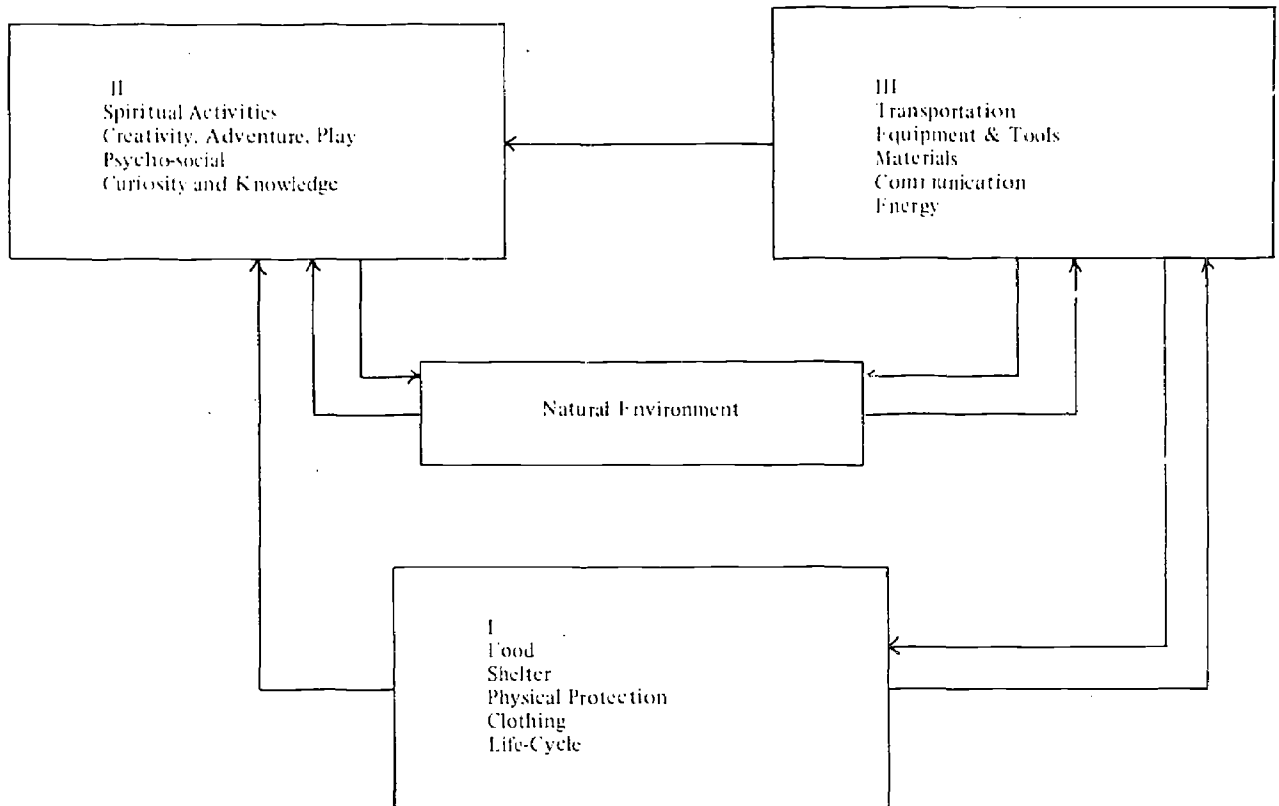 II
Spiritual Activities
Creativity, Adventure, Play
Psycho-social
Curiosity and Knowledge
III
Transportation
Equipment & Tools
Materials
Communication
Energy
Natural Environment
I
Food
Shelter
Physical Protection
Clothing
Life-Cycle